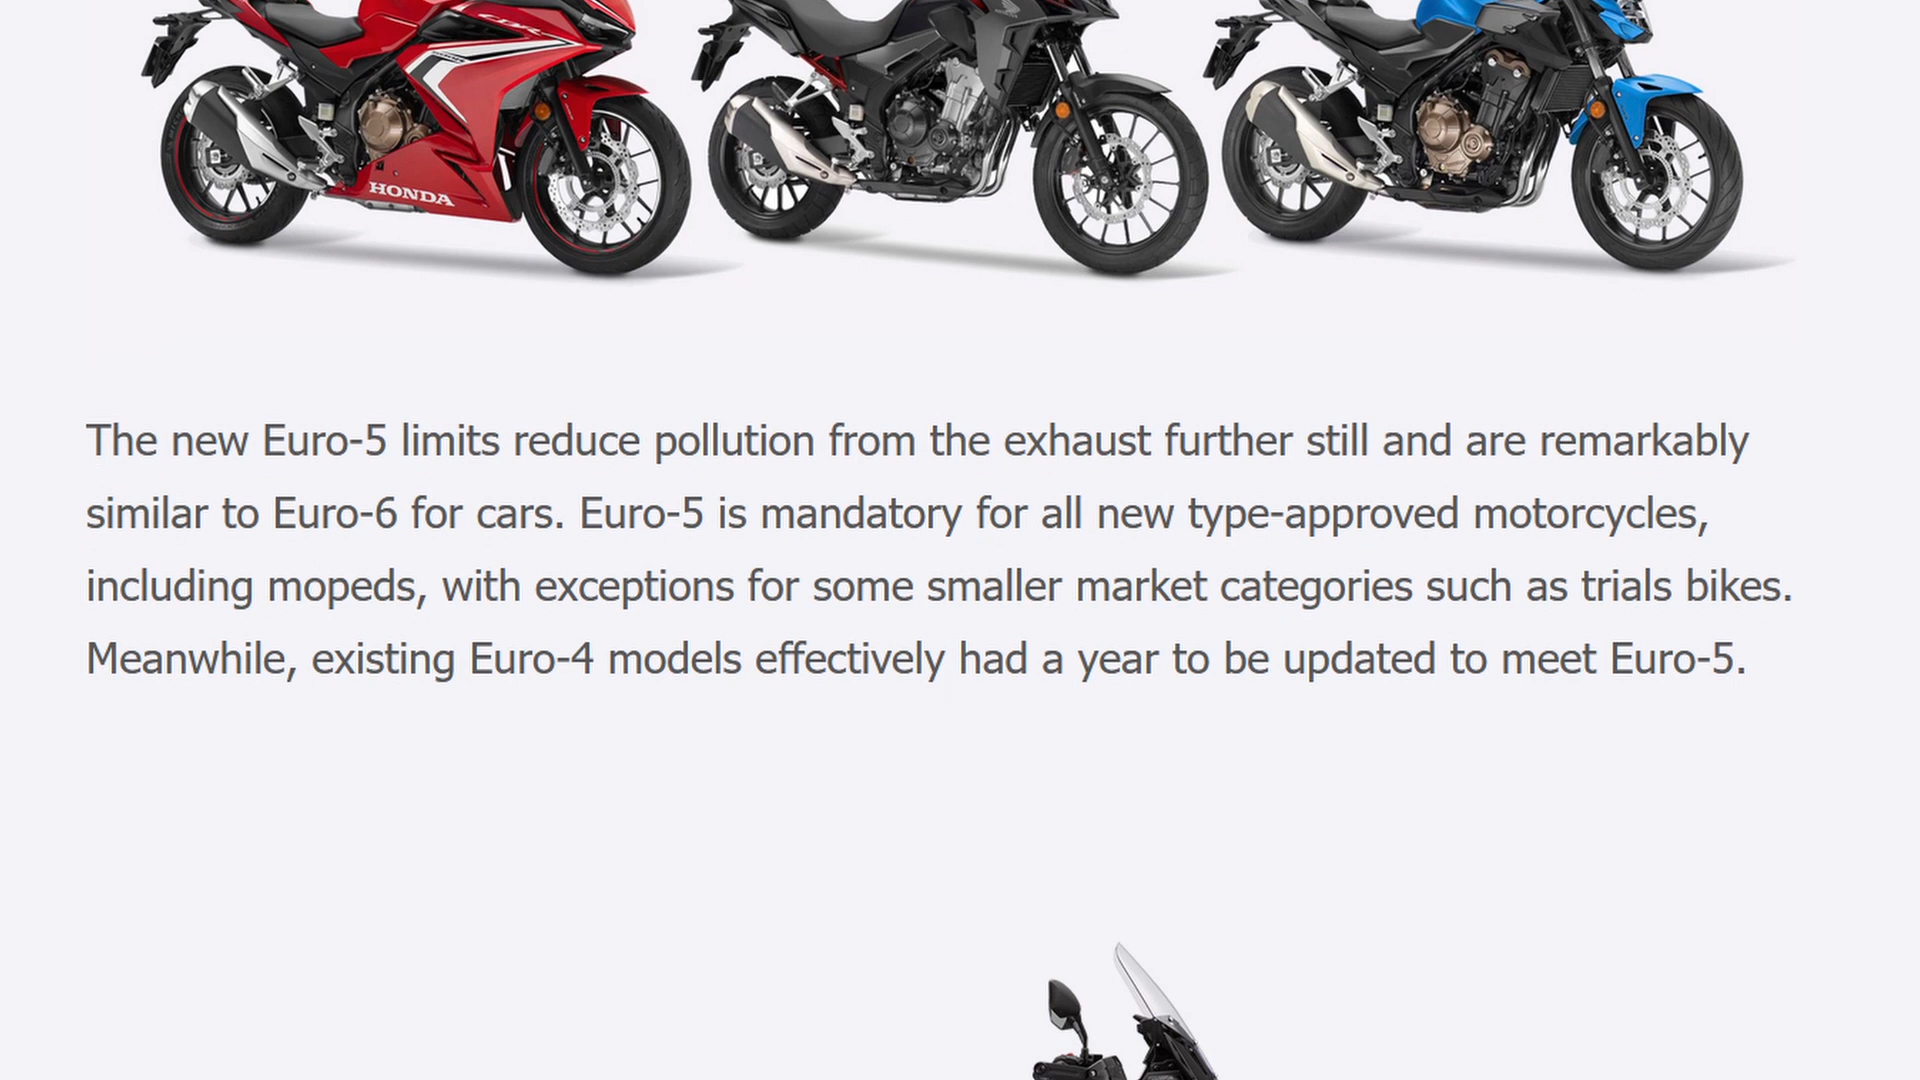 HONDA
The new Euro-5 limits reduce pollution from the exhaust further still and are remarkably
similar to Euro-6 for cars. Euro-5 is mandatory for all new type-approved motorcycles,
including mopeds, with exceptions for some smaller market categories such as trials bikes.
Meanwhile, existing Euro-4 models effectively had a year to be updated to meet Euro-5.